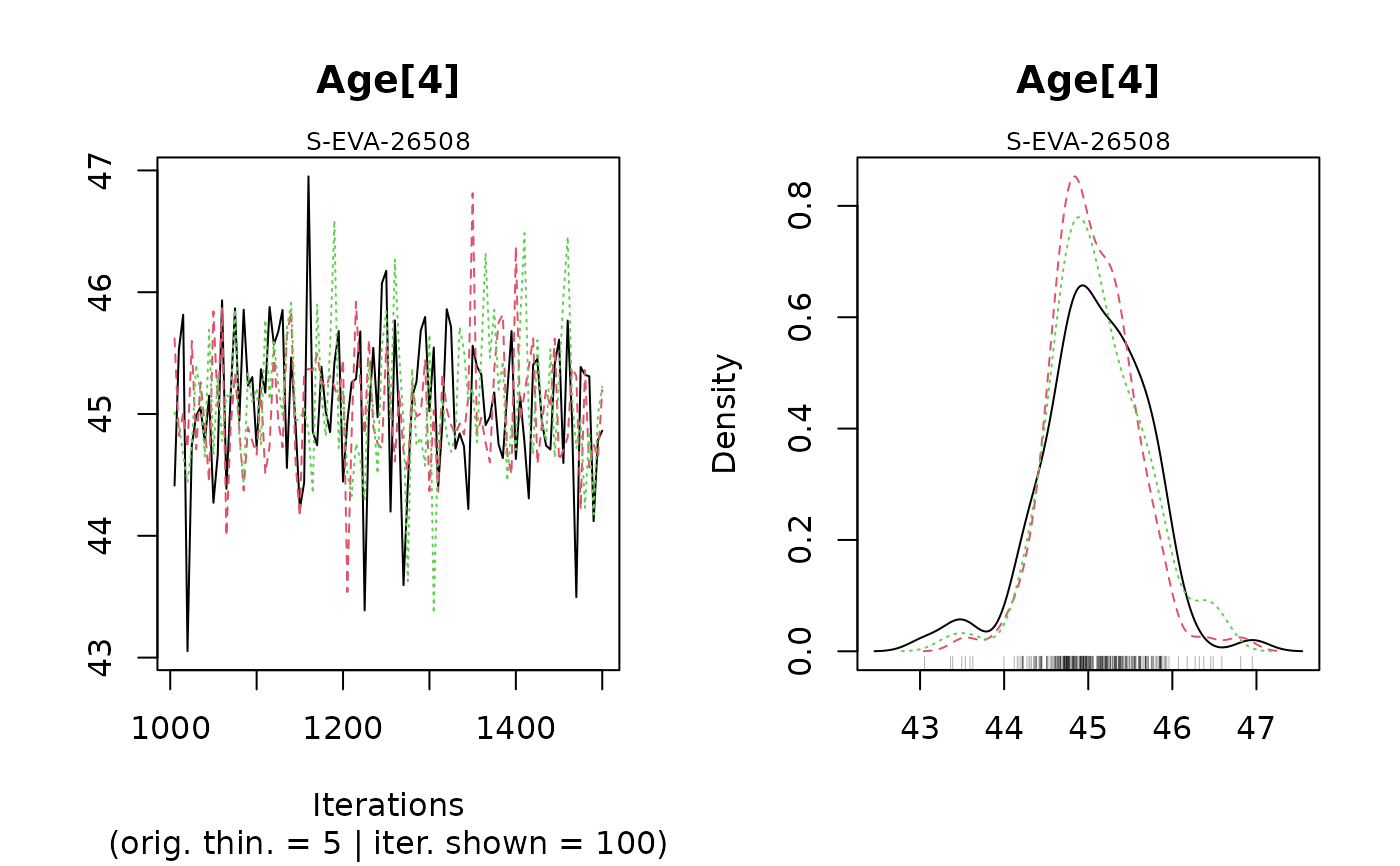 Age[4]
S-EVA-26508
47
46
45
44
43
1000 1200 1400
Iterations
(orig. thin. = 5 | iter. shown = 100)
Age[4]
S-EVA-26508
Density
0.8
0.6
0.4
0.2
0.0
43 44 45 46 47